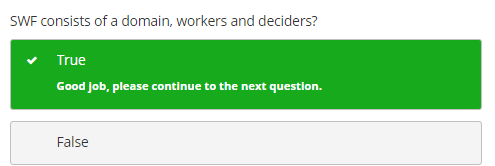 SWF consists of a domain, workers and deciders?
True
Good job, please continue to the next question.
False